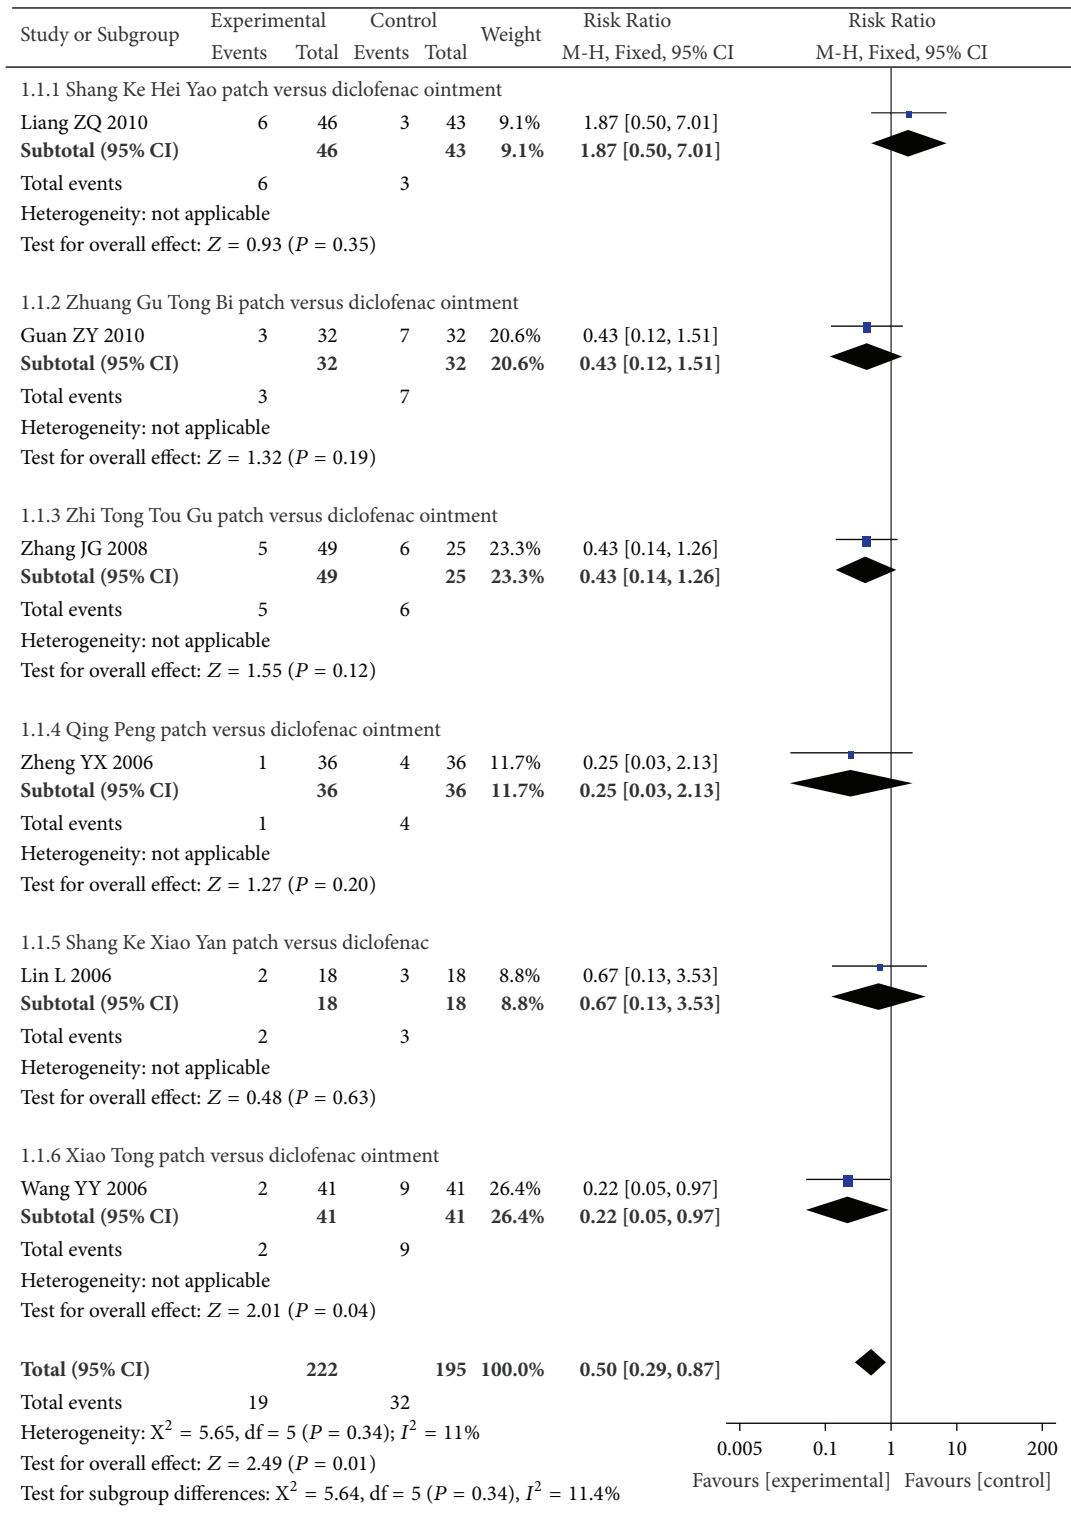 Study or Subgroup Experimental Control Weight Risk Ratio Risk Ratio
Events Total Events Total M-H, Fixed, 95% CI M-H, Fixed, 95% CI
1.1.1 Shang Ke Hei Yao patch versus diclofenac ointment
Liang ZQ 2010 6 46 3 43 9.1% 1.87 [0.50, 7.01]
Subtotal (95% CI) 46 43 9.1% 1.87 [0.50, 7.01]
Total events 6 3
Heterogeneity: not applicable
Test for overall effect: Z = 0.93 (P = 0.35)
1.1.2 Zhuang Gu Tong Bi patch versus diclofenac ointment
Guan ZY 2010 3 32 7 32 20.6% 0.43 [0.12, 1.51]
Subtotal (95% CI) 32 32 20.6% 0.43 [0.12, 1.51]
Total events 3 7
Heterogeneity: not applicable
Test for overall effect: Z = 1.32 (P = 0.19)
1.1.3 Zhi Tong Tou Gu patch versus diclofenac ointment
Zhang JG 2008 5 49 6 25 23.3% 0.43 [0.14, 1.26]
Subtotal (95% CI) 49 25 23.3% 0.43 [0.14, 1.26]
Total events 5 6
Heterogeneity: not applicable
Test for overall effect: Z = 1.55 (P = 0.12)
1.1.4 Qing Peng patch versus diclofenac ointment
Zheng YX 2006 1 36 4 36 11.7% 0.25 [0.03, 2.13]
Subtotal (95% CI) 36 36 11.7% 0.25 [0.03, 2.13]
Total events 1 4
Heterogeneity: not applicable
Test for overall effect: Z = 1.27 (P = 0.20)
1.1.5 Shang Ke Xiao Yan patch versus diclofenac
Lin L 2006 2 18 3 18 8.8% 0.67 [0.13, 3.53]
Subtotal (95% CI) 18 18 8.8% 0.67 [0.13, 3.53]
Total events 2 3
Heterogeneity: not applicable
Test for overall effect: Z = 0.48 (P = 0.63)
1.1.6 Xiao Tong patch versus diclofenac ointment
Wang YY 2006 2 41 9 41 26.4% 0.22 [0.05, 0.97]
Subtotal (95% CI) 41 41 26.4% 0.22 [0.05, 0.97]
Total events 2 9
Heterogeneity: not applicable
Test for overall effect: Z = 2.01 (P = 0.04)
Total (95% CI) 222 195 100.0% 0.50 [0.29, 0.87]
Total events 19 32
Heterogeneity: X² = 5.65, df = 5 (P = 0.34); I² = 11%
Test for overall effect: Z = 2.49 (P = 0.01)
Test for subgroup differences: X² = 5.64, df = 5 (P = 0.34), I² = 11.4%
0.005 0.1 1 10 200
Favours [experimental] Favours [control]